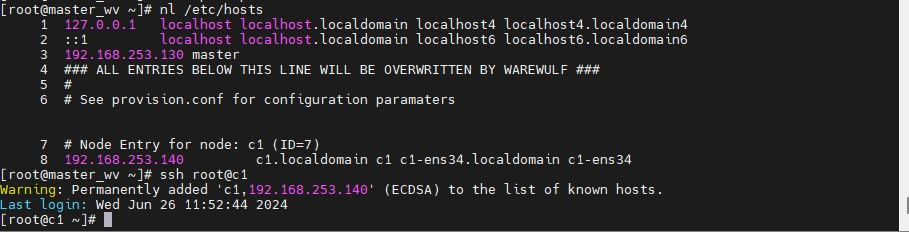 [root@master_wv ~]# nl /etc/hosts
1 127.0.0.1 localhost localhost.localdomain localhost4 localhost4.localdomain4
2 ::1 localhost localhost.localdomain localhost6 localhost6.localdomain6
3 192.168.253.130 master
4 ### ALL ENTRIES BELOW THIS LINE WILL BE OVERWRITTEN BY WAREWULF ###
5 #
6 # See provision.conf for configuration paramaters
7 # Node Entry for node: c1 (ID=7)
8 192.168.253.140 c1.localdomain c1 c1-ens34.localdomain c1-ens34
[root@master_wv ~]# ssh root@c1
Warning: Permanently added 'c1,192.168.253.140' (ECDSA) to the list of known hosts.
Last login: Wed Jun 26 11:52:44 2024
[root@c1 ~]#